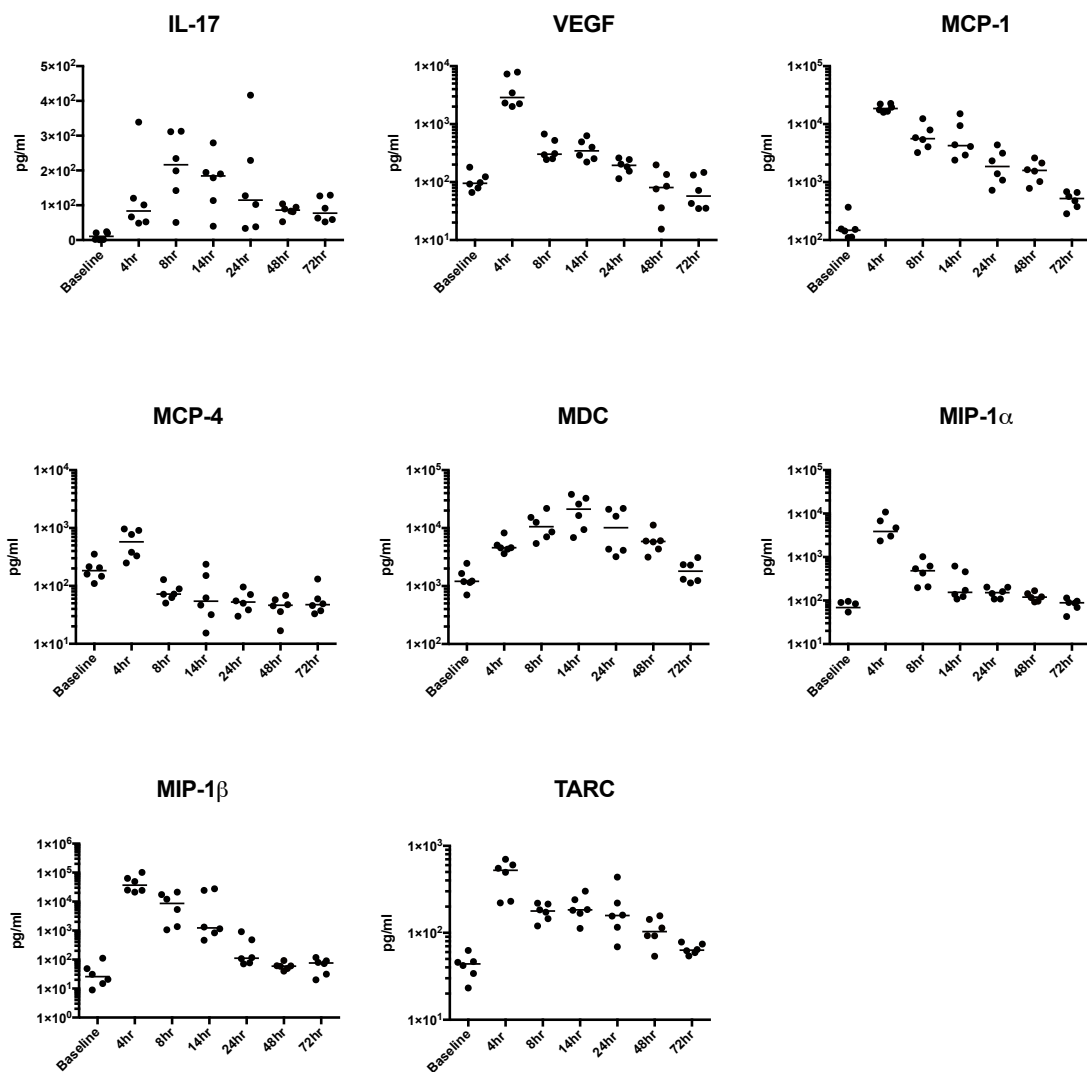 IL-17
VEGF
MCP-1
pg/ml
5×10²
4×10²
3×10²
2×10²
1×10²
0
Baseline
4hr
8hr
14hr
24hr
48hr
72hr
pg/ml
1×10⁴
1×10³
1×10²
1×10¹
Baseline
4hr
8hr
14hr
24hr
48hr
72hr
pg/ml
1×10⁵
1×10⁴
1×10³
1×10²
Baseline
4hr
8hr
14hr
24hr
48hr
72hr
MCP-4
MDC
MIP-1α
pg/ml
1×10⁴
1×10³
1×10²
1×10¹
Baseline
4hr
8hr
14hr
24hr
48hr
72hr
pg/ml
1×10⁵
1×10⁴
1×10³
1×10²
Baseline
4hr
8hr
14hr
24hr
48hr
72hr
pg/ml
1×10⁵
1×10⁴
1×10³
1×10²
1×10¹
Baseline
4hr
8hr
14hr
24hr
48hr
72hr
MIP-1β
TARC
pg/ml
1×10⁶
1×10⁵
1×10⁴
1×10³
1×10²
1×10¹
1×10⁰
Baseline
4hr
8hr
14hr
24hr
48hr
72hr
pg/ml
1×10³
1×10²
1×10¹
Baseline
4hr
8hr
14hr
24hr
48hr
72hr